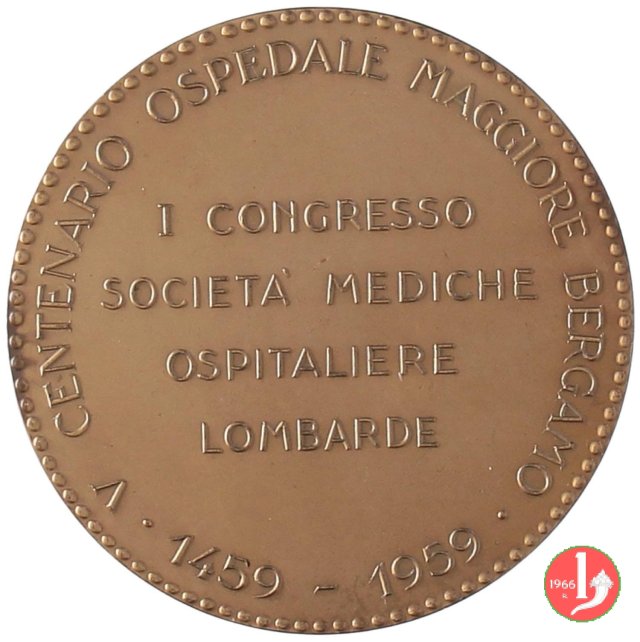 V CENTENARIO OSPEDALE MAGGIORE BERGAMO
I CONGRESSO
SOCIETA' MEDICHE
OSPITALIERE
LOMBARDE
· 1459 - 1959 ·
1966
R.